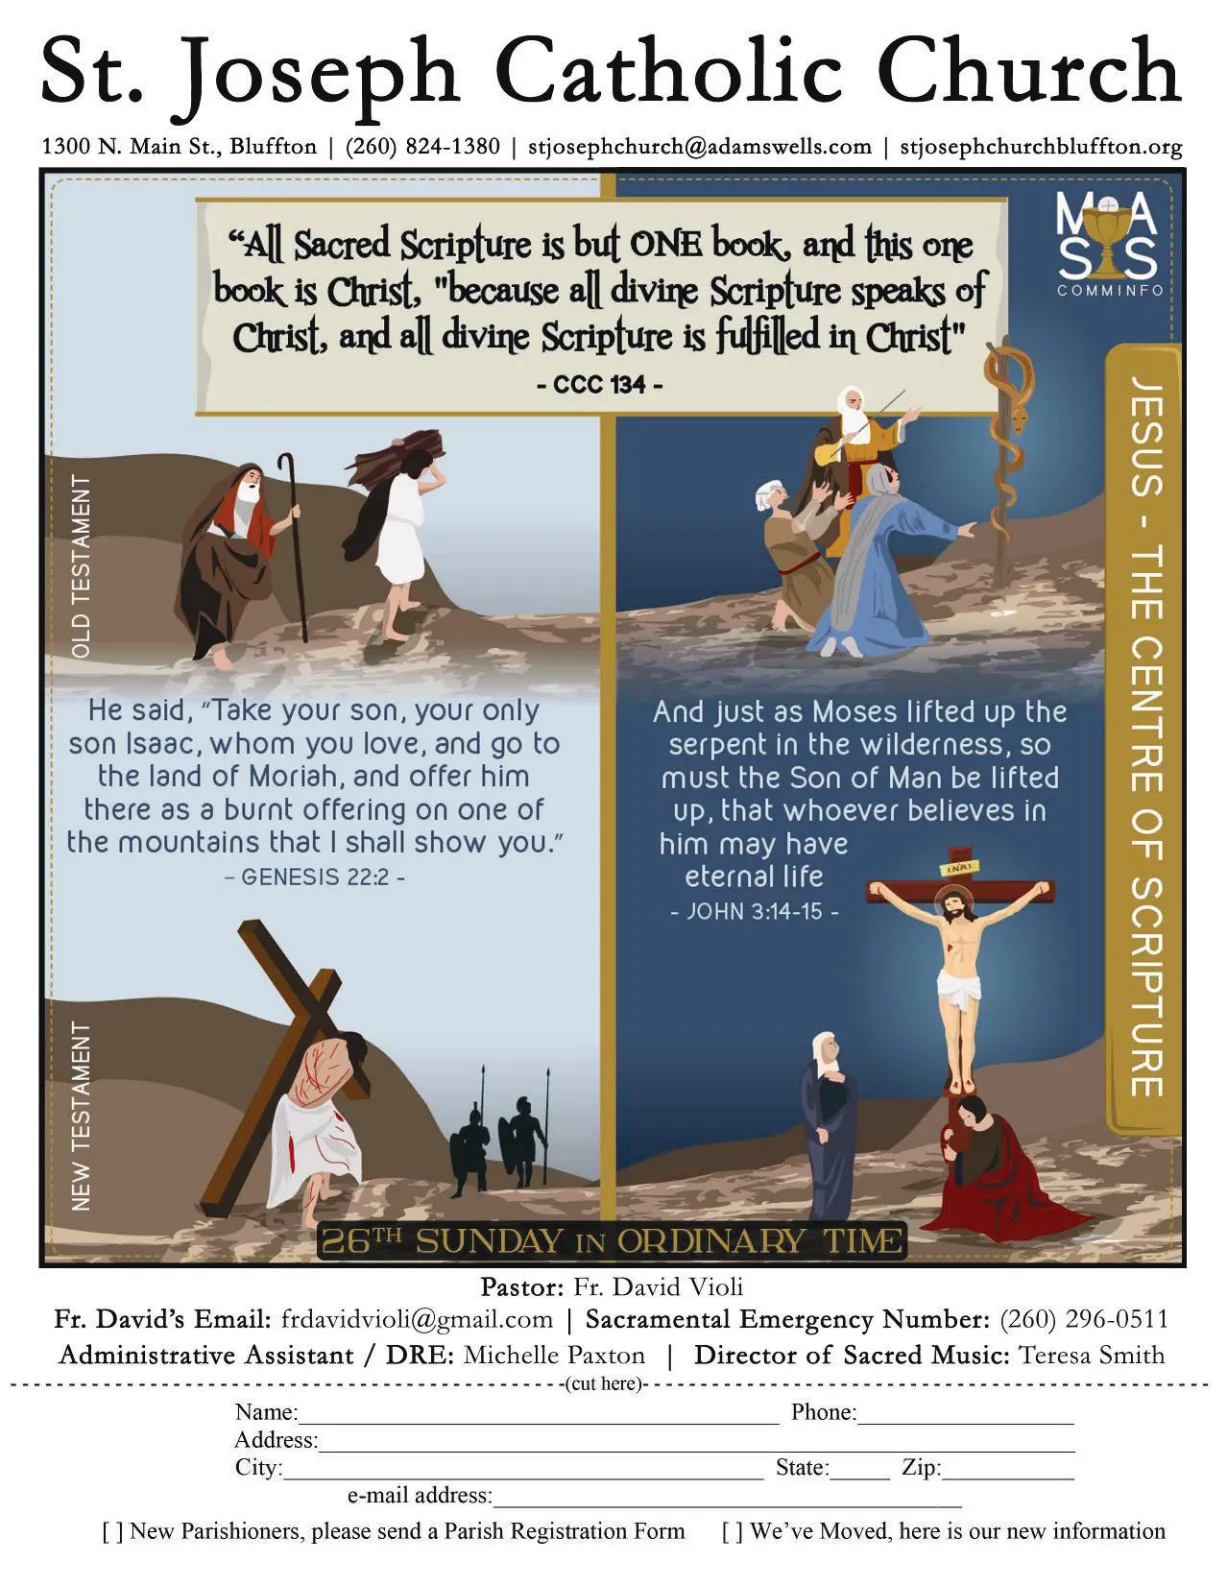 St. Joseph Catholic Church
1300 N. Main St., Bluffton | (260) 824-1380 | stjosephchurch@adamswells.com | stjosephchurchbluffton.org
“All Sacred Scripture is but ONE book, and this one
book is Christ, "because all divine Scripture speaks of
Christ, and all divine Scripture is fulfilled in Christ"
- CCC 134 -
MASS
COMMINFO
JESUS - THE CENTRE OF SCRIPTURE
OLD TESTAMENT
He said, “Take your son, your only
son Isaac, whom you love, and go to
the land of Moriah, and offer him
there as a burnt offering on one of
the mountains that I shall show you.”
– GENESIS 22:2 -
And just as Moses lifted up the
serpent in the wilderness, so
must the Son of Man be lifted
up, that whoever believes in
him may have
eternal life
- JOHN 3:14-15 -
I.N.R.I.
NEW TESTAMENT
26TH SUNDAY IN ORDINARY TIME
Pastor: Fr. David Violi
Fr. David’s Email: frdavidvioli@gmail.com | Sacramental Emergency Number: (260) 296-0511
Administrative Assistant / DRE: Michelle Paxton | Director of Sacred Music: Teresa Smith
(cut here)
Name: Phone:
Address:
City: State: Zip:
e-mail address:
[ ] New Parishioners, please send a Parish Registration Form [ ] We’ve Moved, here is our new information